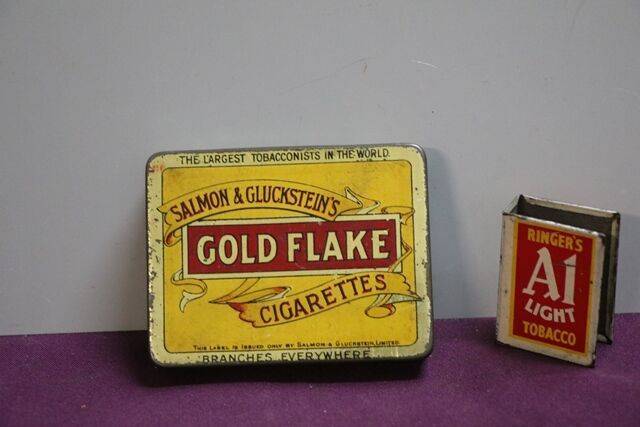 THE LARGEST TOBACCONISTS IN THE WORLD.
SALMON & GLUCKSTEIN'S
GOLD FLAKE
CIGARETTES
THIS LABEL IS ISSUED ONLY BY SALMON & GLUCKSTEIN, LIMITED.
BRANCHES EVERYWHERE
RINGER'S
A1
LIGHT
TOBACCO